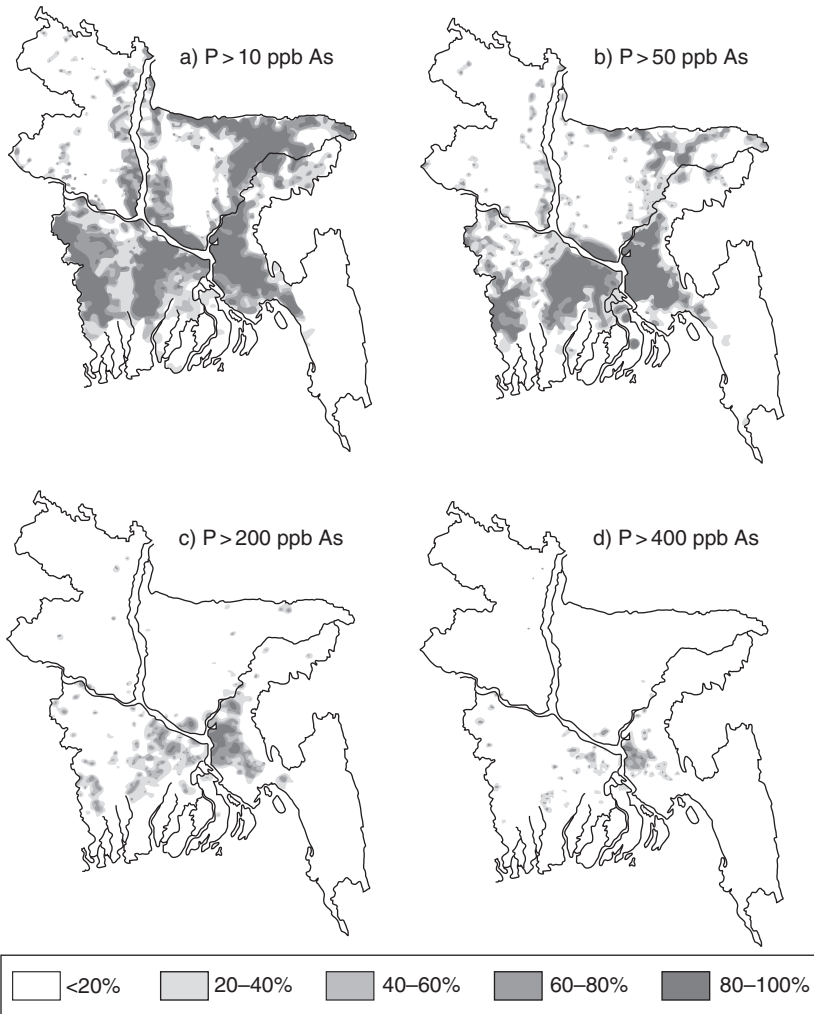 a) P > 10 ppb As
b) P > 50 ppb As
c) P > 200 ppb As
d) P > 400 ppb As
<20% 20–40% 40–60% 60–80% 80–100%